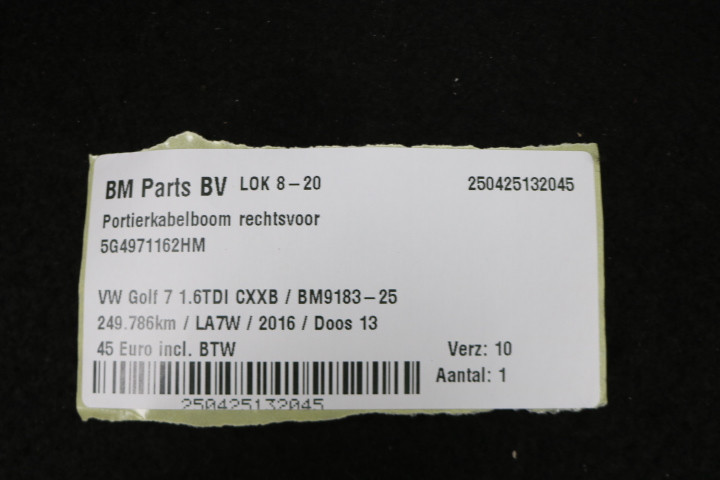 BM Parts BV LOK 8-20 250425132045
Portierkabelboom rechtsvoor
5G4971162HM
VW Golf 7 1.6TDI CXXB / BM9183-25
249.786km / LA7W / 2016 / Doos 13
45 Euro incl. BTW Verz: 10
Aantal: 1
250425132045